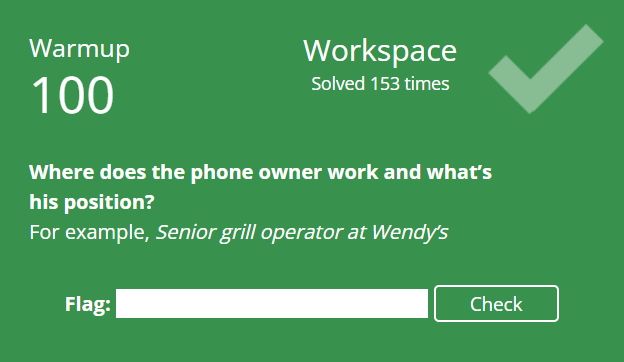 Warmup
100
Workspace
Solved 153 times
Where does the phone owner work and what’s
his position?
For example, Senior grill operator at Wendy’s
Flag:
Check